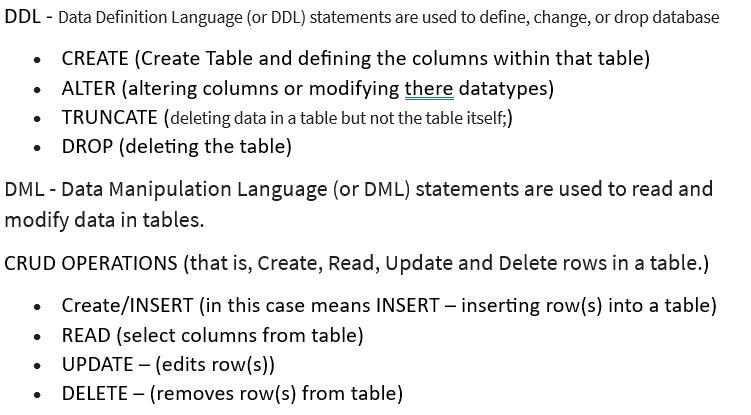 DDL - Data Definition Language (or DDL) statements are used to define, change, or drop database
• CREATE (Create Table and defining the columns within that table)
• ALTER (altering columns or modifying there datatypes)
• TRUNCATE (deleting data in a table but not the table itself;)
• DROP (deleting the table)
DML - Data Manipulation Language (or DML) statements are used to read and
modify data in tables.
CRUD OPERATIONS (that is, Create, Read, Update and Delete rows in a table.)
• Create/INSERT (in this case means INSERT – inserting row(s) into a table)
• READ (select columns from table)
• UPDATE – (edits row(s))
• DELETE – (removes row(s) from table)